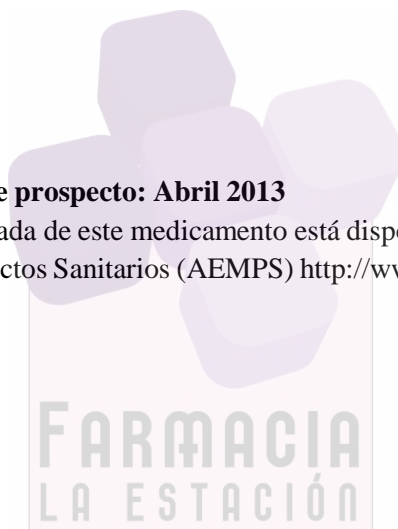 e prospecto: Abril 2013
ada de este medicamento está dispo
ctos Sanitarios (AEMPS) http://ww
FARMACIA
LA ESTACIÓN